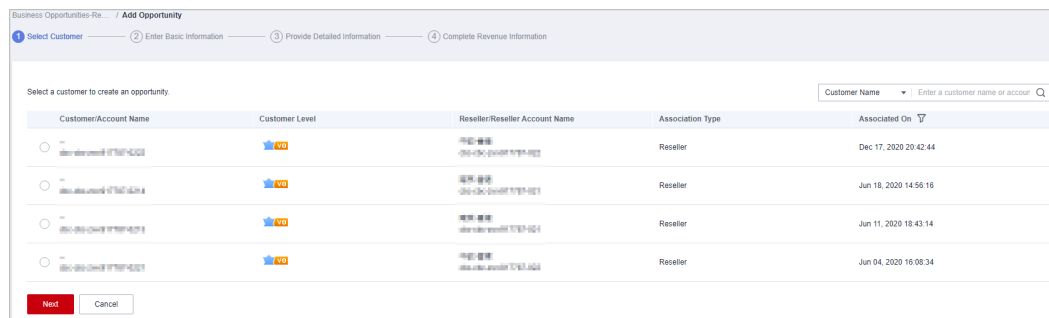 Business Opportunities-Re... / Add Opportunity
1 Select Customer 2 Enter Basic Information 3 Provide Detailed Information 4 Complete Revenue Information
Select a customer to create an opportunity.
Customer Name Enter a customer name or accour
Customer/Account Name Customer Level Reseller/Reseller Account Name Association Type Associated On
-- V0 Reseller Dec 17, 2020 20:42:44
-- V0 Reseller Jun 18, 2020 14:56:16
-- V0 Reseller Jun 11, 2020 18:43:14
-- V0 Reseller Jun 04, 2020 16:08:34
Next Cancel